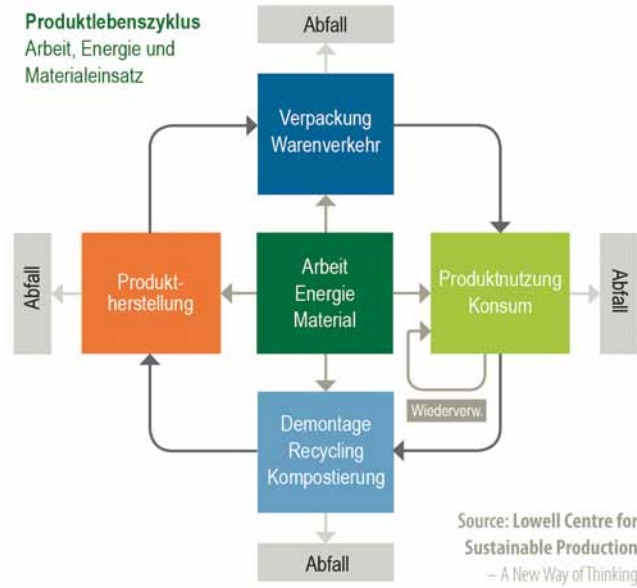 Produktlebenszyklus
Arbeit, Energie und
Materialeinsatz
Abfall
Verpackung
Warenverkehr
Abfall
Produkt-
herstellung
Arbeit
Energie
Material
Produktnutzung
Konsum
Abfall
Wiederverw.
Demontage
Recycling
Kompostierung
Abfall
Source: Lowell Centre for
Sustainable Production
– A New Way of Thinking